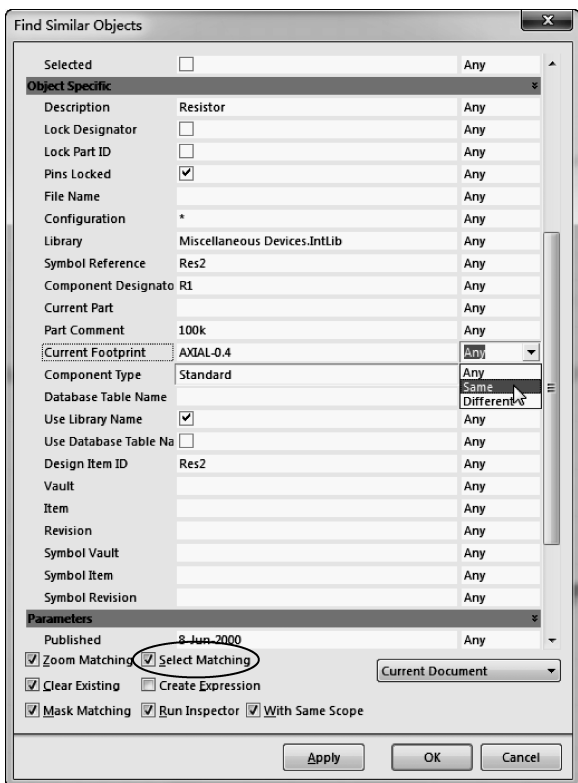 Find Similar Objects
Selected Any
Object Specific
Description Resistor Any
Lock Designator Any
Lock Part ID Any
Pins Locked Any
File Name Any
Configuration * Any
Library Miscellaneous Devices.IntLib Any
Symbol Reference Res2 Any
Component Designato R1 Any
Current Part Any
Part Comment 100k Any
Current Footprint AXIAL-0.4 Any
Component Type Standard Any
Database Table Name Same
Different
Use Library Name Any
Use Database Table Na Any
Design Item ID Res2 Any
Vault Any
Item Any
Revision Any
Symbol Vault Any
Symbol Item Any
Symbol Revision Any
Parameters
Published 8-Jun-2000 Any
Zoom Matching Select Matching
Current Document
Clear Existing Create Expression
Mask Matching Run Inspector With Same Scope
Apply OK Cancel